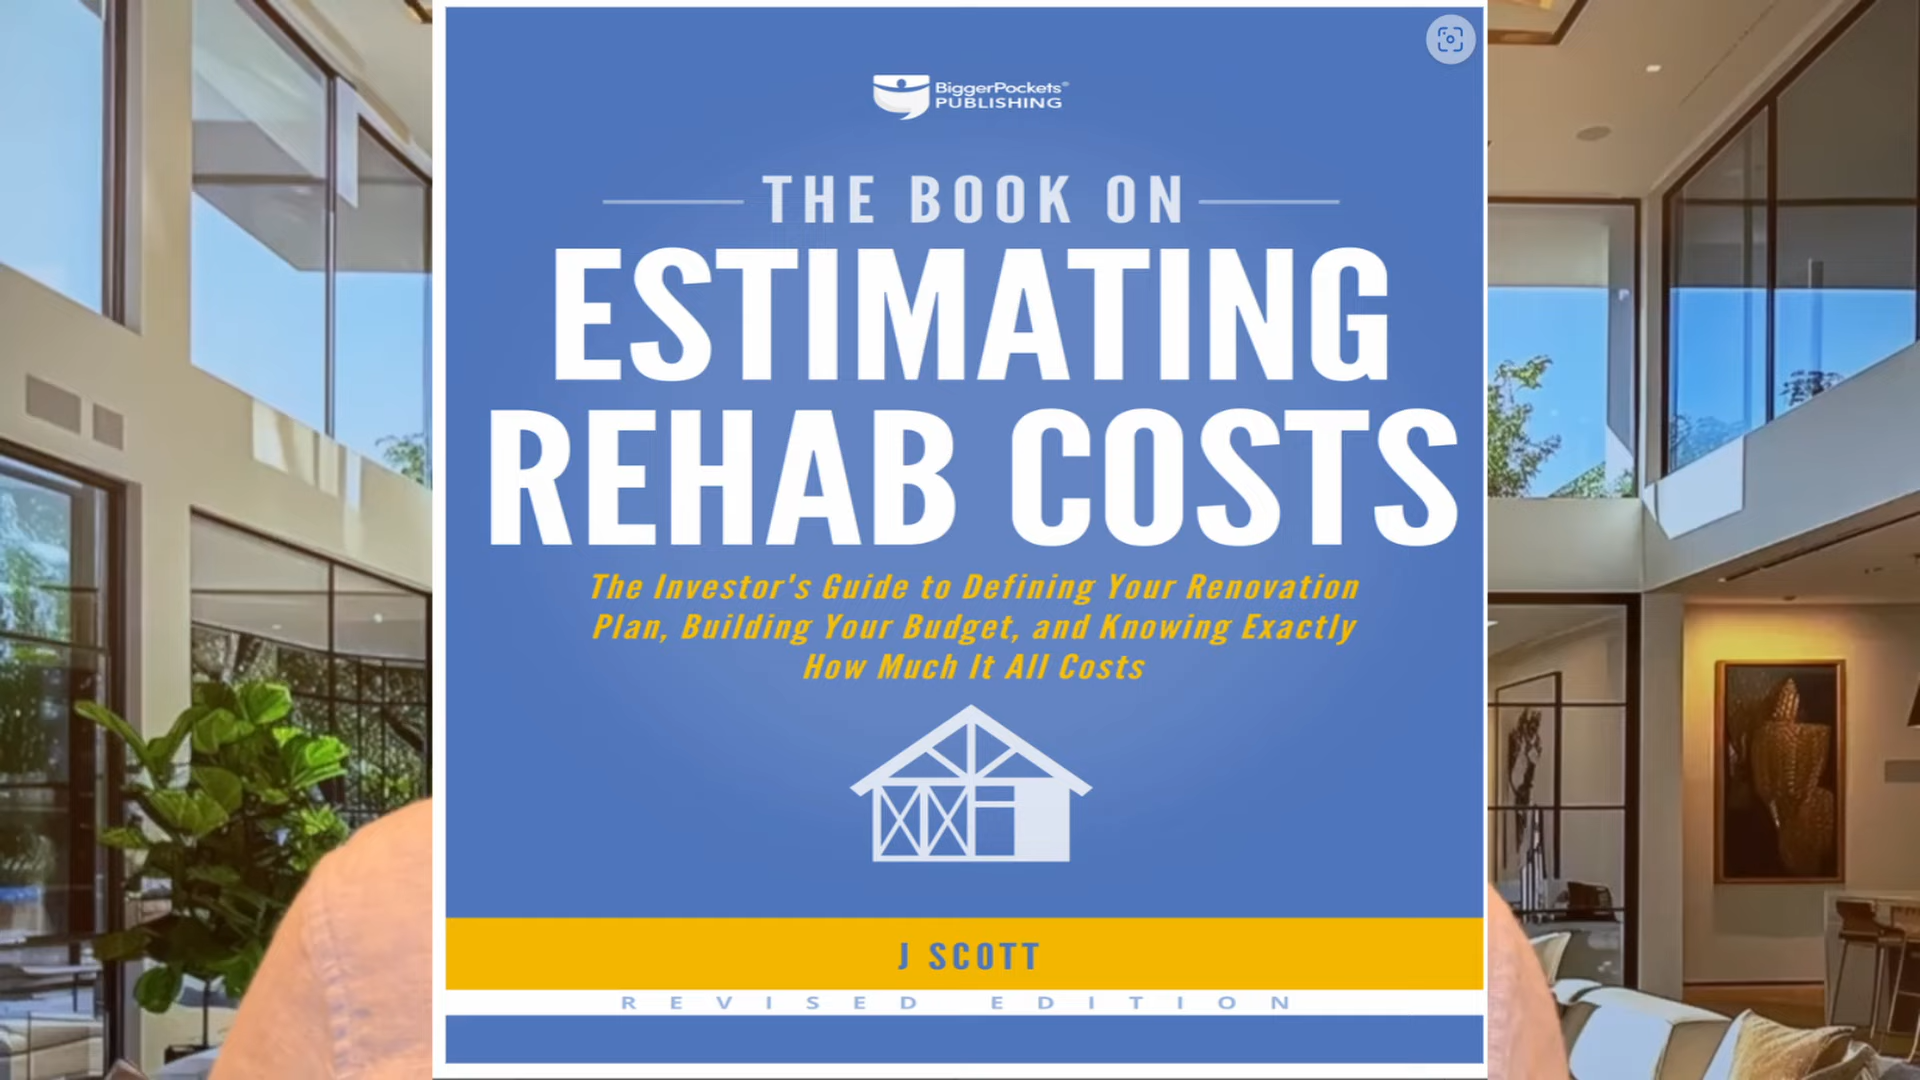 BiggerPockets®
PUBLISHING
THE BOOK ON
ESTIMATING
REHAB COSTS
The Investor's Guide to Defining Your Renovation
Plan, Building Your Budget, and Knowing Exactly
How Much It All Costs
J SCOTT
REVISED EDITION